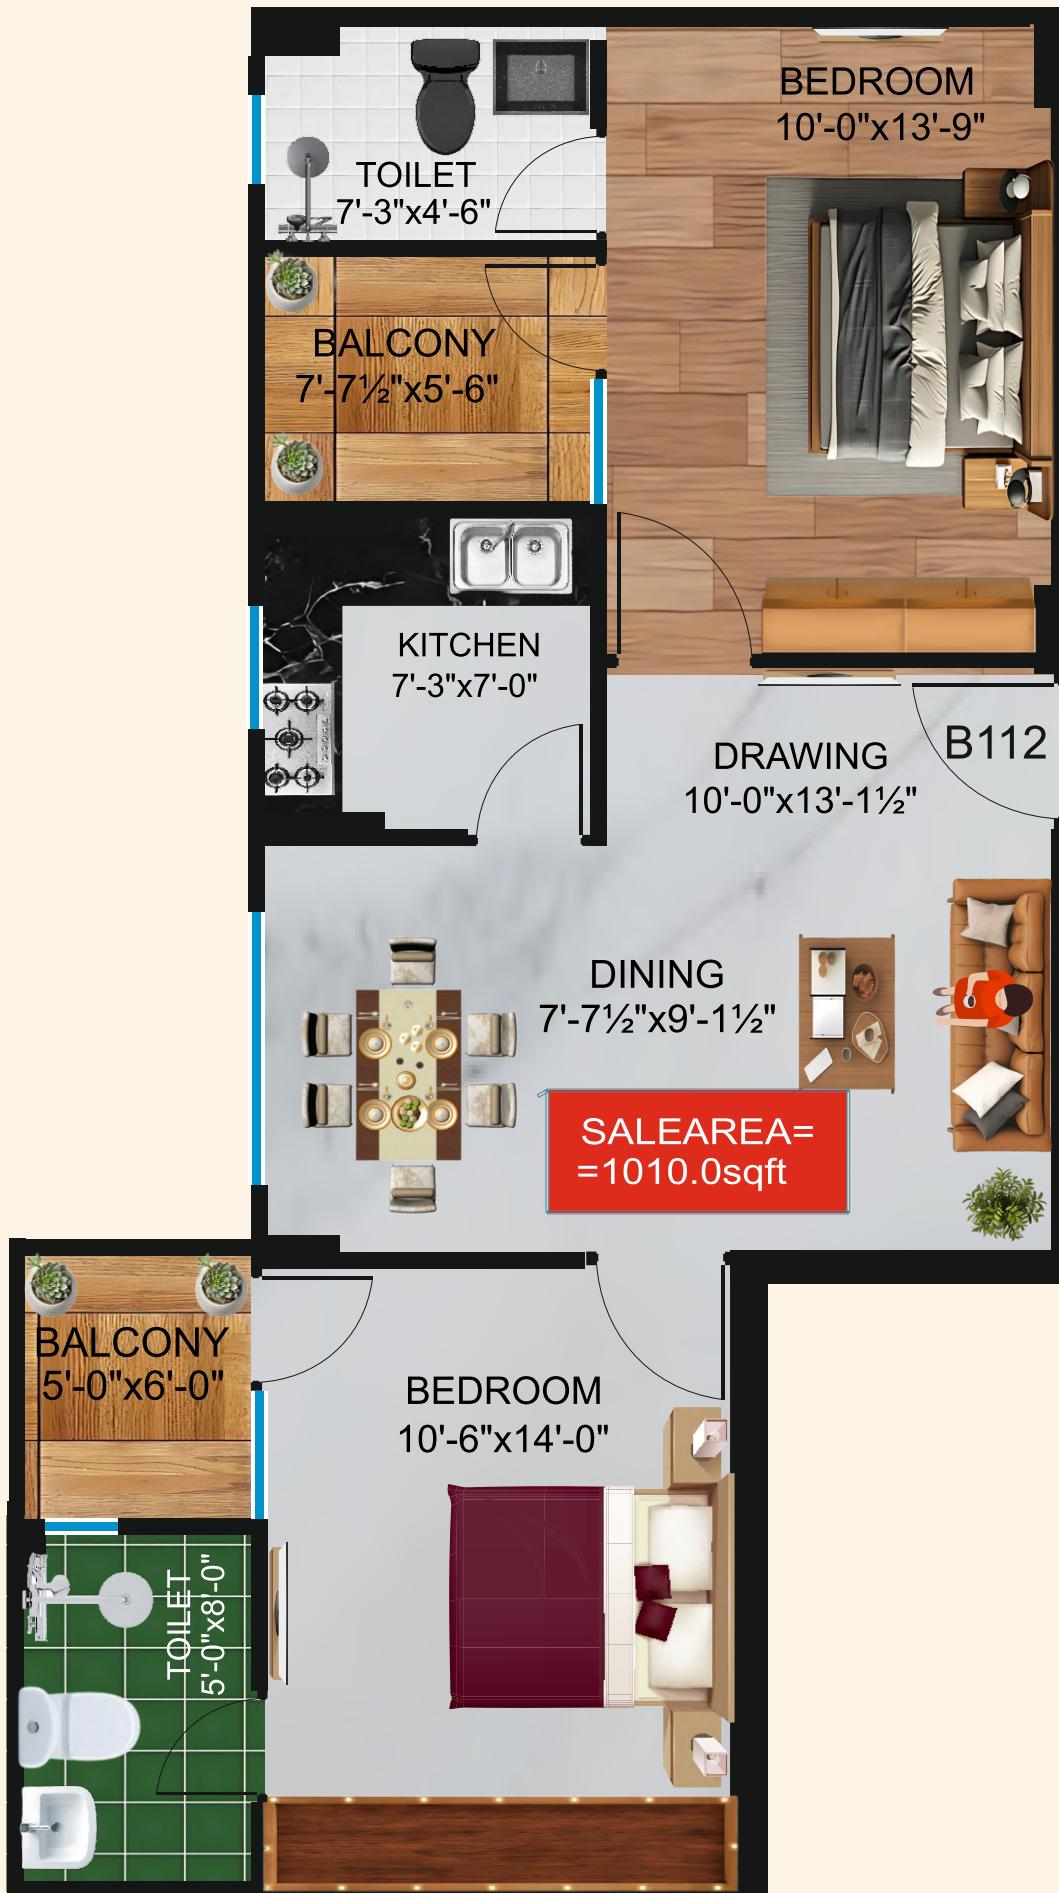 BEDROOM
10'-0"x13'-9"
TOILET
7'-3"x4'-6"
BALCONY
7'-7½"x5'-6"
KITCHEN
7'-3"x7'-0"
B112
DRAWING
10'-0"x13'-1½"
DINING
7'-7½"x9'-1½"
SALEAREA=
=1010.0sqft
BALCONY
5'-0"x6'-0"
BEDROOM
10'-6"x14'-0"
TOILET
5'-0"x8'-0"